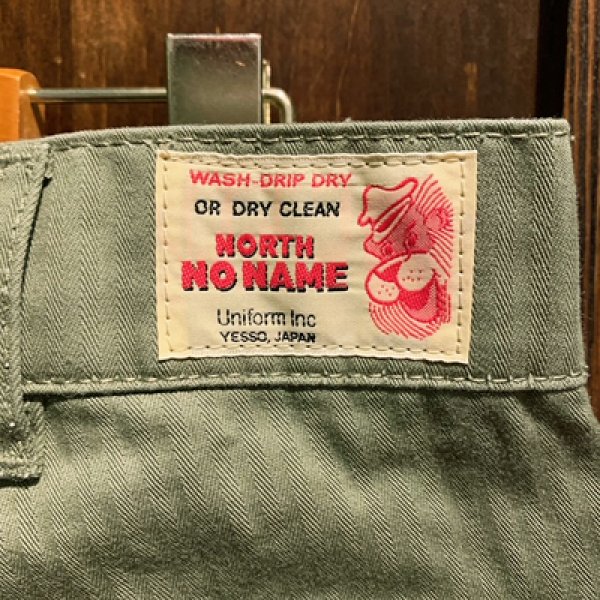 WASH-DRIP DRY
OR DRY CLEAN
NORTH
NO NAME
Uniform Inc
YESSO, JAPAN